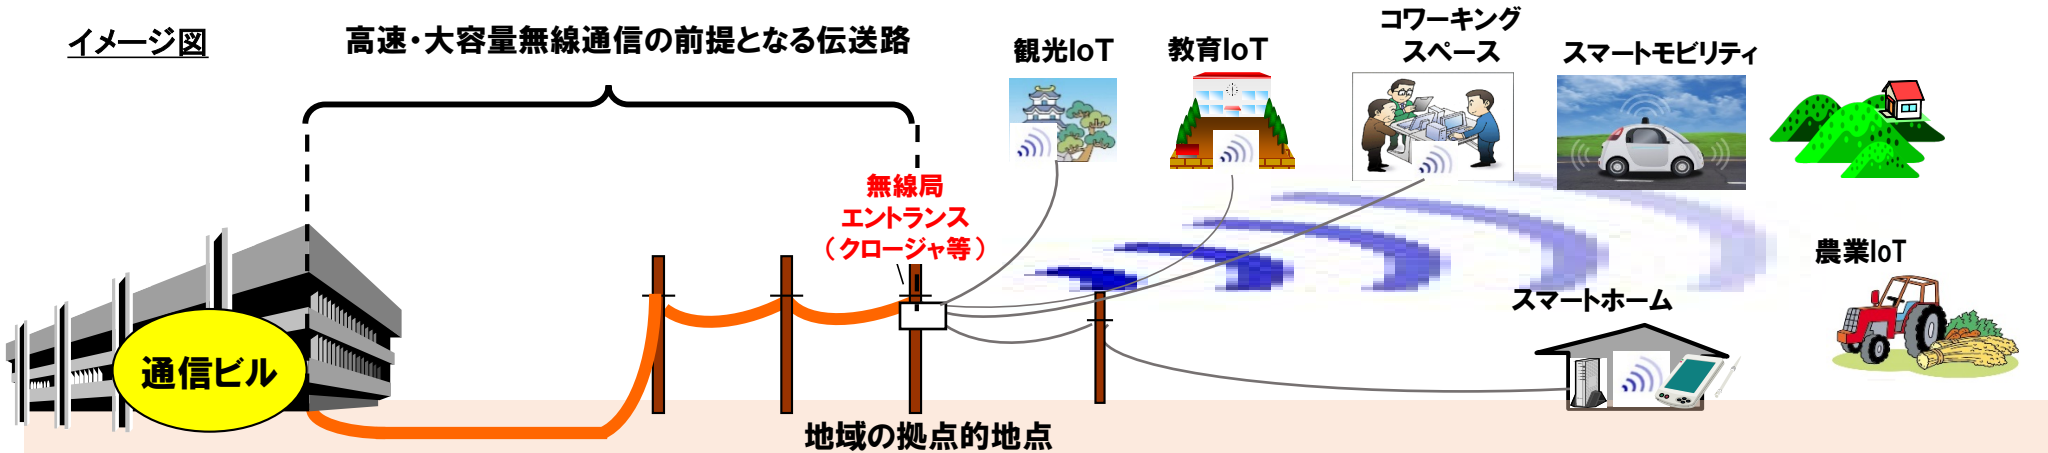 イメージ図
高速・大容量無線通信の前提となる伝送路
観光IoT
教育IoT
コワーキング
スペース
スマートモビリティ
無線局
エントランス
（クロージャ等）
農業IoT
スマートホーム
通信ビル
地域の拠点的地点